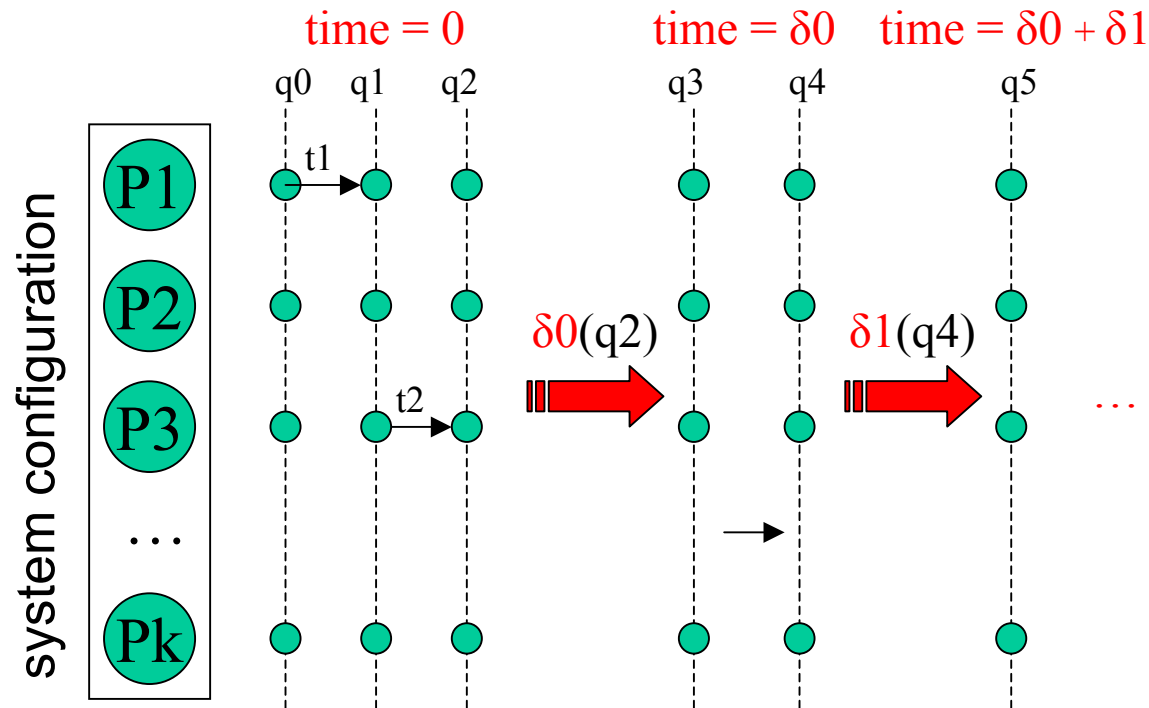 time = 0 time = δ0 time = δ0 + δ1
q0 q1 q2 q3 q4 q5
system configuration
P1 t1
P2
δ0(q2) δ1(q4)
P3 t2 …
…
Pk